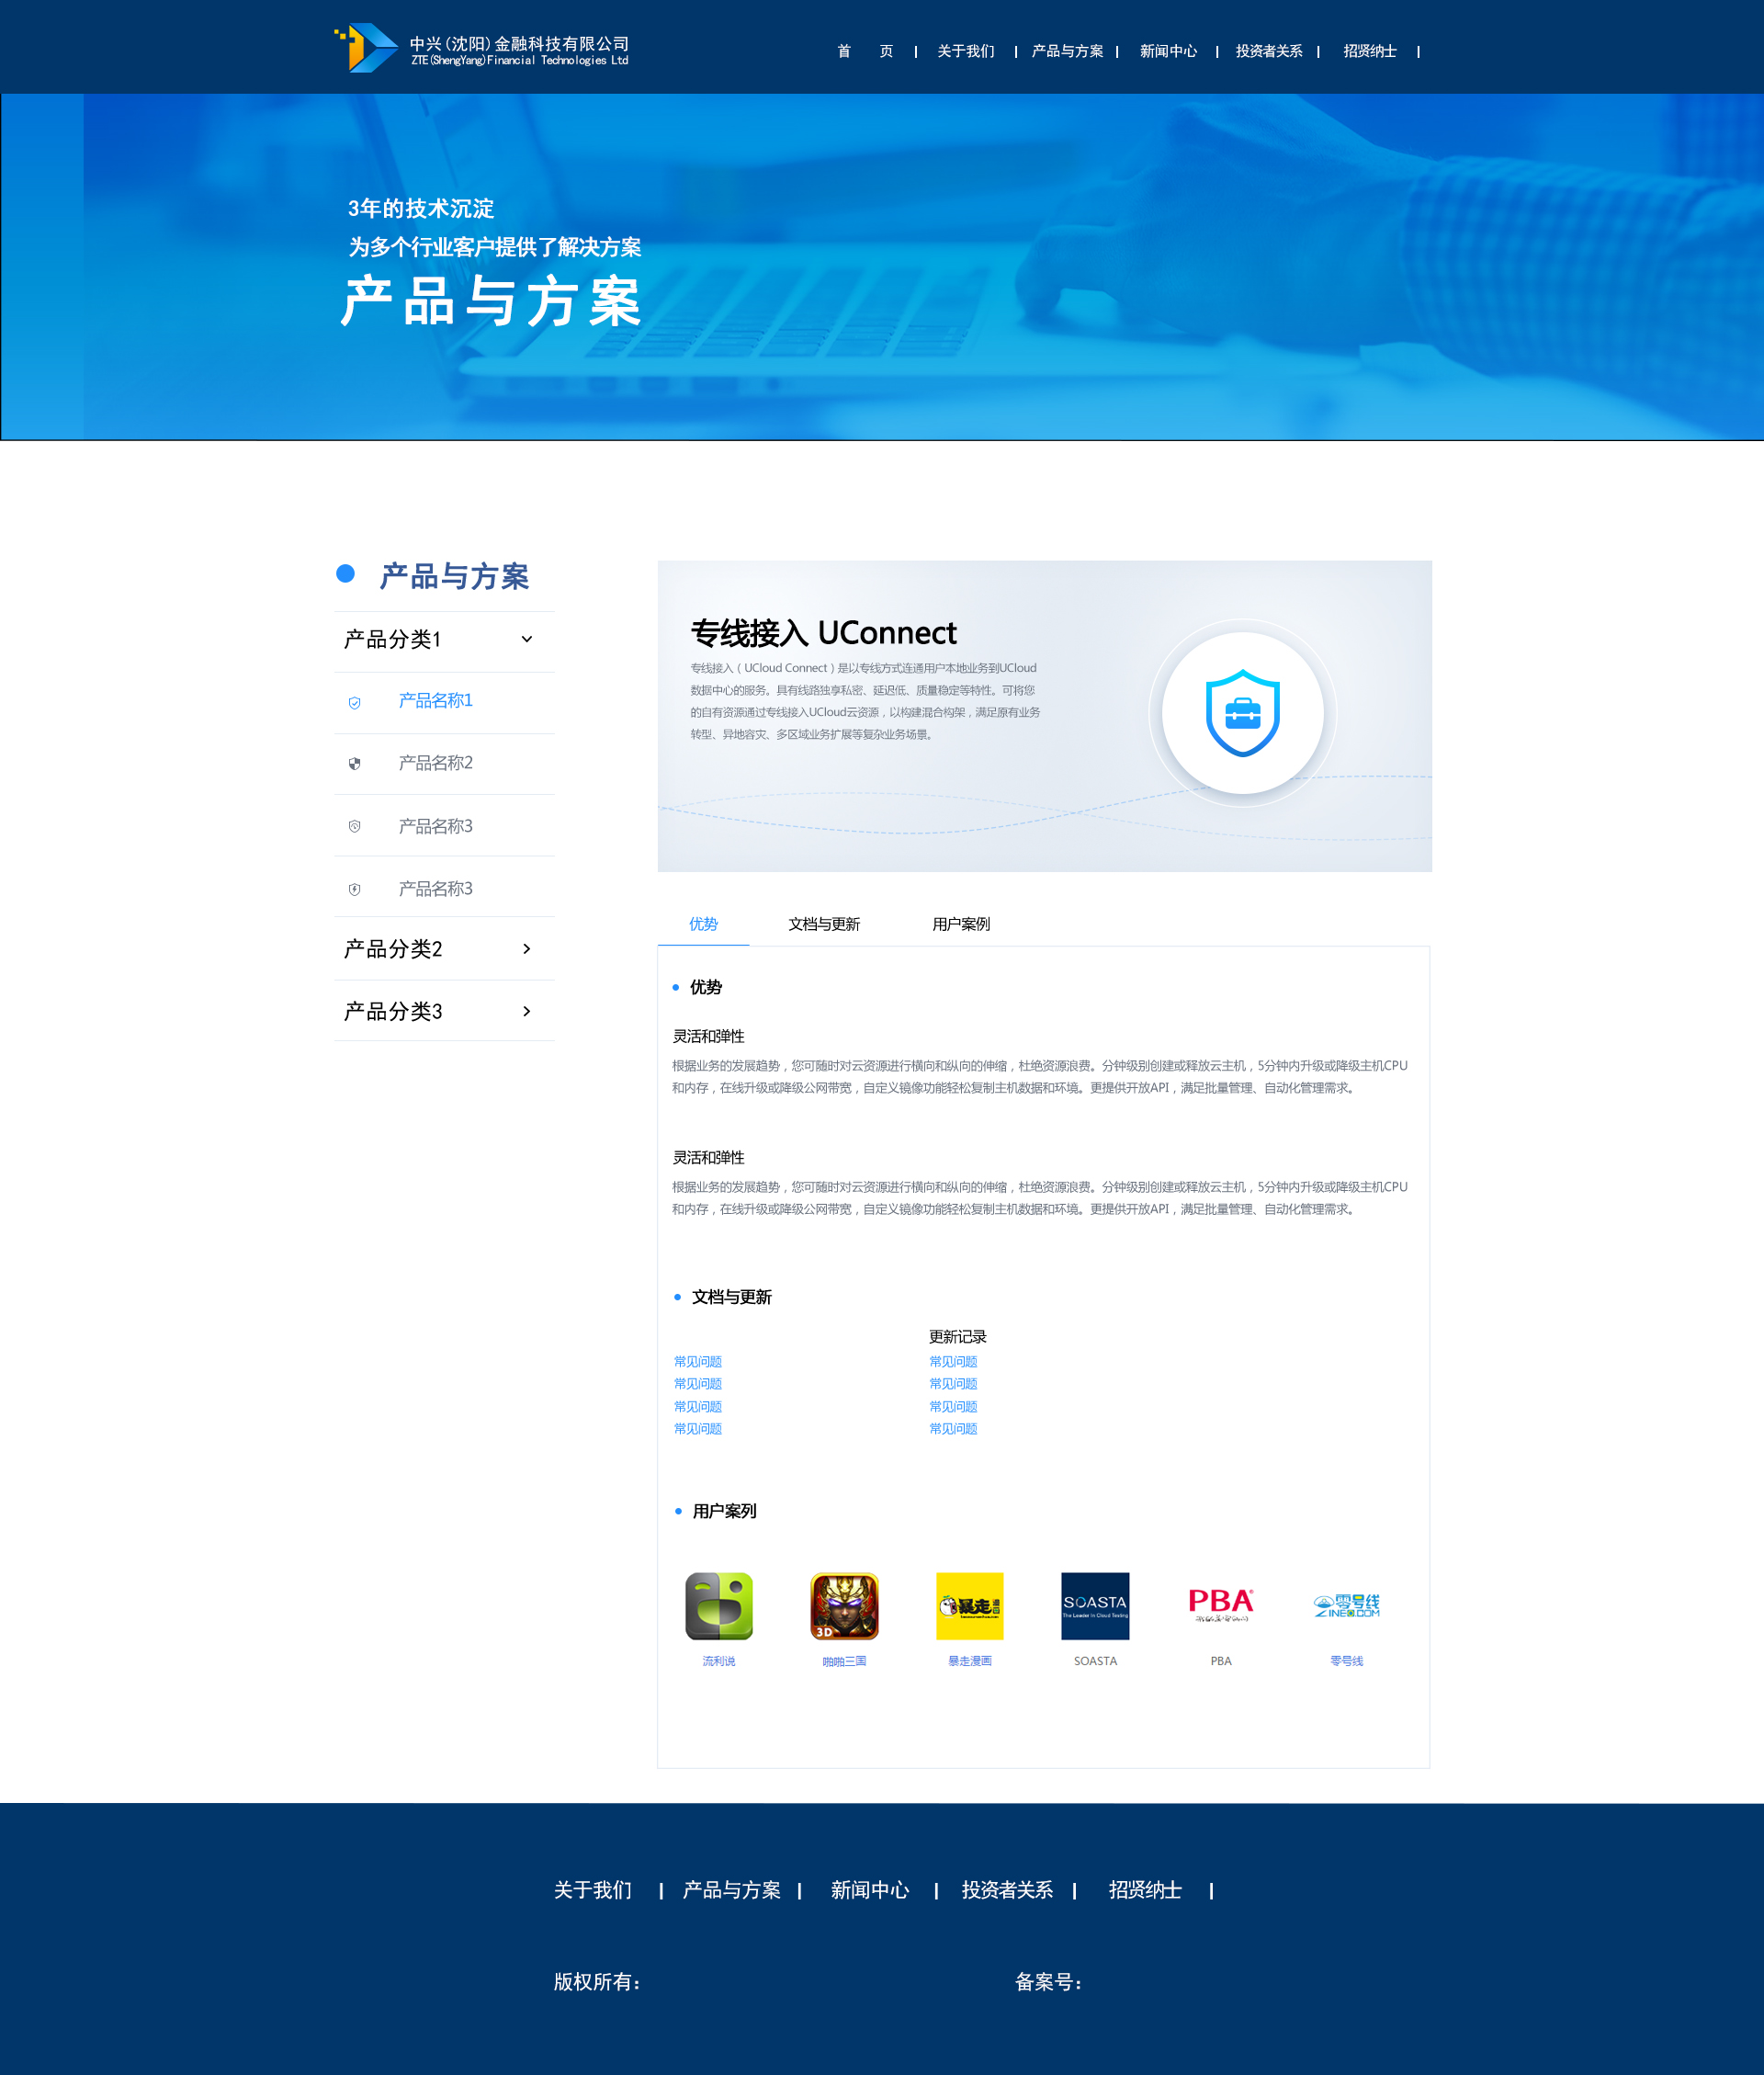 中兴(沈阳)金融科技有限公司
ZTE(ShengYang)Financial Technologies Ltd
首 页 | 关于我们 | 产品与方案 | 新闻中心 | 投资者关系 | 招贤纳士 |
3年的技术沉淀
为多个行业客户提供了解决方案
产品与方案
产品与方案
产品分类1
产品名称1
产品名称2
产品名称3
产品名称3
产品分类2
产品分类3
专线接入 UConnect
专线接入（UCloud Connect）是以专线方式连通用户本地业务到UCloud
数据中心的服务。具有线路独享私密、延迟低、质量稳定等特性。可将您
的自有资源通过专线接入UCloud云资源，以构建混合构架，满足原有业务
转型、异地容灾、多区域业务扩展等复杂业务场景。
优势 文档与更新 用户案例
优势
灵活和弹性
根据业务的发展趋势，您可随时对云资源进行横向和纵向的伸缩，杜绝资源浪费。分钟级别创建或释放云主机，5分钟内升级或降级主机CPU
和内存，在线升级或降级公网带宽，自定义镜像功能轻松复制主机数据和环境。更提供开放API，满足批量管理、自动化管理需求。
灵活和弹性
根据业务的发展趋势，您可随时对云资源进行横向和纵向的伸缩，杜绝资源浪费。分钟级别创建或释放云主机，5分钟内升级或降级主机CPU
和内存，在线升级或降级公网带宽，自定义镜像功能轻松复制主机数据和环境。更提供开放API，满足批量管理、自动化管理需求。
文档与更新
更新记录
常见问题 常见问题
常见问题 常见问题
常见问题 常见问题
常见问题 常见问题
用户案列
3D
暴走漫画
SOASTA
The Leader In Cloud Testing
PBA
零号线
ZINEO.COM
流利说 啪啪三国 暴走漫画 SOASTA PBA 零号线
关于我们 | 产品与方案 | 新闻中心 | 投资者关系 | 招贤纳士 |
版权所有: 备案号: